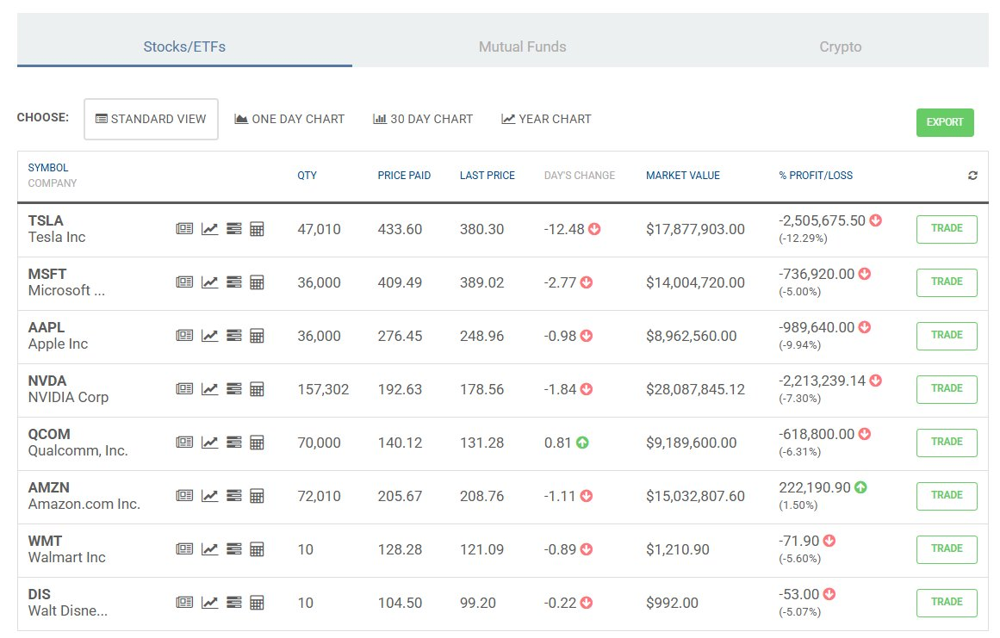 Stocks/ETFs Mutual Funds Crypto
CHOOSE: STANDARD VIEW ONE DAY CHART 30 DAY CHART YEAR CHART EXPORT
SYMBOL
COMPANY
QTY PRICE PAID LAST PRICE DAY'S CHANGE MARKET VALUE % PROFIT/LOSS
TSLA
Tesla Inc
47,010 433.60 380.30 -12.48 $17,877,903.00
-2,505,675.50
(-12.29%)
TRADE
MSFT
Microsoft ...
36,000 409.49 389.02 -2.77 $14,004,720.00
-736,920.00
(-5.00%)
TRADE
AAPL
Apple Inc
36,000 276.45 248.96 -0.98 $8,962,560.00
-989,640.00
(-9.94%)
TRADE
NVDA
NVIDIA Corp
157,302 192.63 178.56 -1.84 $28,087,845.12
-2,213,239.14
(-7.30%)
TRADE
QCOM
Qualcomm, Inc.
70,000 140.12 131.28 0.81 $9,189,600.00
-618,800.00
(-6.31%)
TRADE
AMZN
Amazon.com Inc.
72,010 205.67 208.76 -1.11 $15,032,807.60
222,190.90
(1.50%)
TRADE
WMT
Walmart Inc
10 128.28 121.09 -0.89 $1,210.90
-71.90
(-5.60%)
TRADE
DIS
Walt Disne...
10 104.50 99.20 -0.22 $992.00
-53.00
(-5.07%)
TRADE